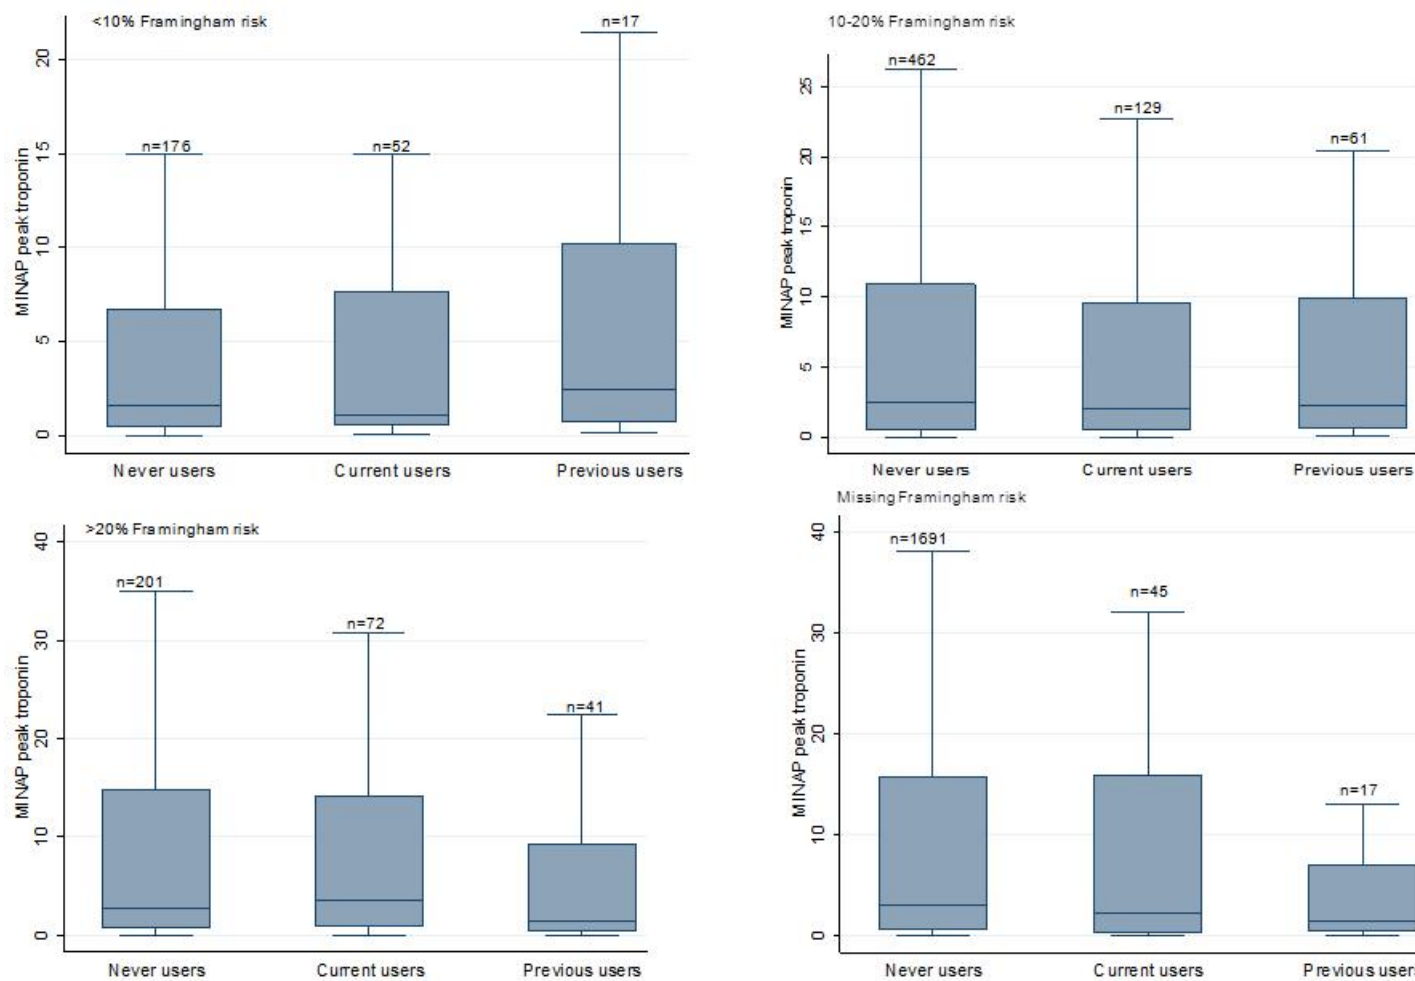 <10% Framingham risk
n=17
20
n=176
n=52
15
10
5
0
MINAP peak troponin
Never users
Current users
Previous users
10-20% Framingham risk
n=462
25
n=129
n=61
20
15
10
5
0
MINAP peak troponin
Never users
Current users
Previous users
>20% Framingham risk
40
n=201
n=72
30
n=41
20
10
0
MINAP peak troponin
Never users
Current users
Previous users
Missing Framingham risk
40
n=1691
n=45
30
20
n=17
10
0
MINAP peak troponin
Never users
Current users
Previous users